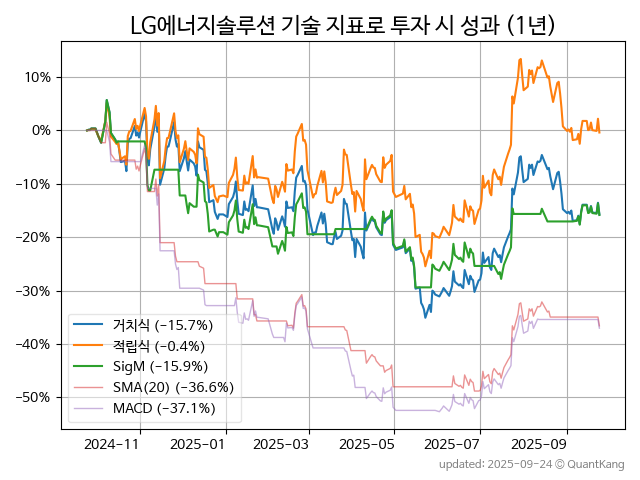 LG에너지솔루션 기술 지표로 투자 시 성과 (1년)
10%
0%
−10%
−20%
−30%
−40%
−50%
거치식 (−15.7%)
적립식 (−0.4%)
SigM (−15.9%)
SMA(20) (−36.6%)
MACD (−37.1%)
2024-11
2025-01
2025-03
2025-05
2025-07
2025-09
updated: 2025-09-24 © QuantKang